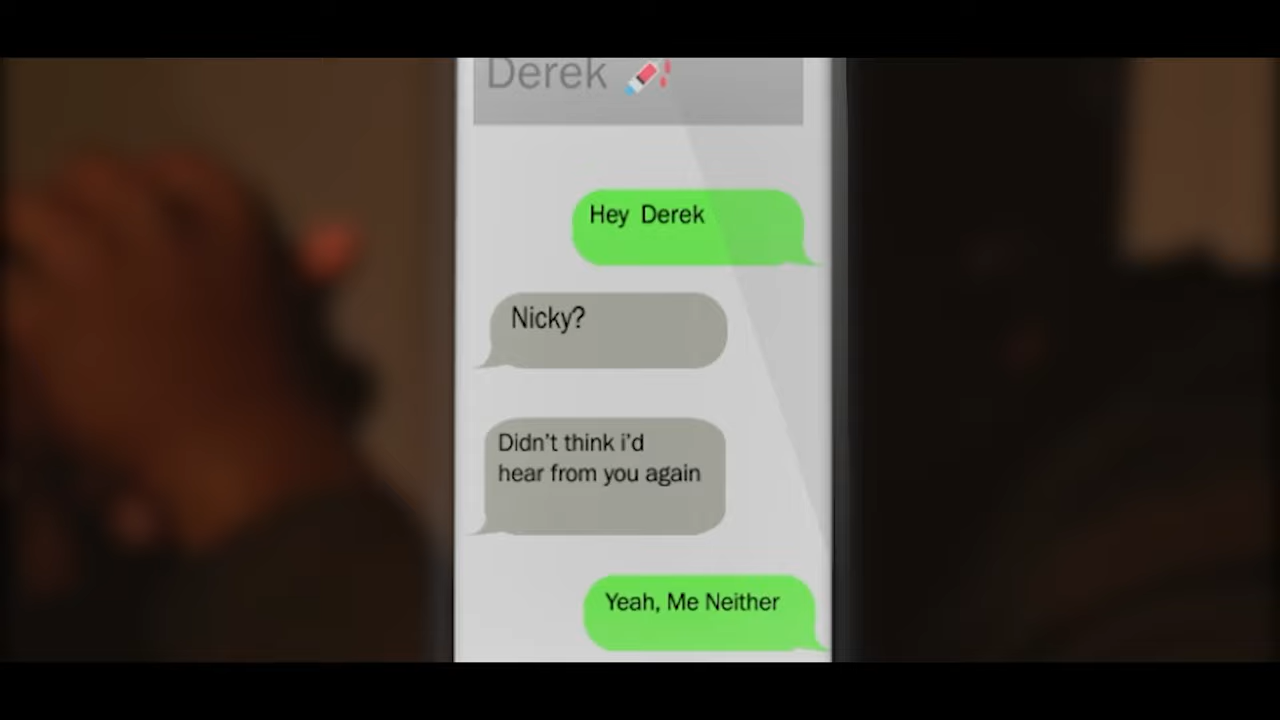 Derek
Hey Derek
Nicky?
Didn't think i'd
hear from you again
Yeah, Me Neither